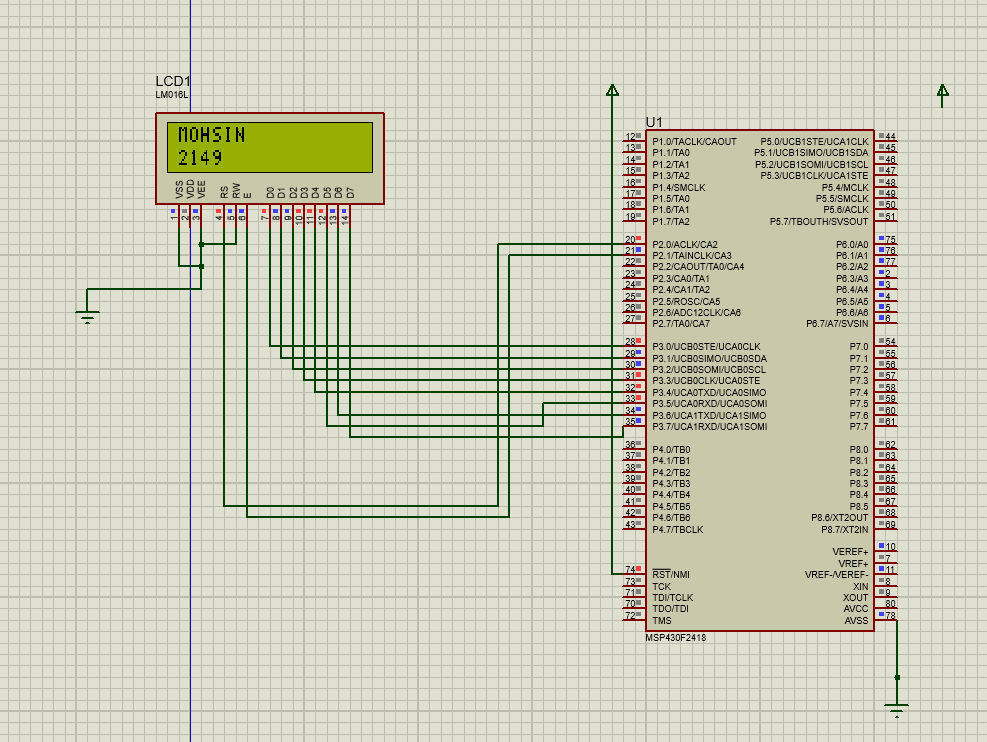 LCD1
LM016L
MOHSIN
2149
VSS VDD VEE RS RW E D0 D1 D2 D3 D4 D5 D6 D7
1 2 3 4 5 6 7 8 9 10 11 12 13 14
U1
12 P1.0/TACLK/CAOUT P5.0/UCB1STE/UCA1CLK 44
13 P1.1/TA0 P5.1/UCB1SIMO/UCB1SDA 45
14 P1.2/TA1 P5.2/UCB1SOMI/UCB1SCL 46
15 P1.3/TA2 P5.3/UCB1CLK/UCA1STE 47
16 P1.4/SMCLK P5.4/MCLK 48
17 P1.5/TA0 P5.5/SMCLK 49
18 P1.6/TA1 P5.6/ACLK 50
19 P1.7/TA2 P5.7/TBOUTH/SVSOUT 51
20 P2.0/ACLK/CA2 P6.0/A0 75
21 P2.1/TAINCLK/CA3 P6.1/A1 76
22 P2.2/CAOUT/TA0/CA4 P6.2/A2 77
23 P2.3/CA0/TA1 P6.3/A3 2
24 P2.4/CA1/TA2 P6.4/A4 3
25 P2.5/ROSC/CA5 P6.5/A5 4
26 P2.6/ADC12CLK/CA6 P6.6/A6 5
27 P2.7/TA0/CA7 P6.7/A7/SVSIN 6
28 P3.0/UCB0STE/UCA0CLK P7.0 54
29 P3.1/UCB0SIMO/UCB0SDA P7.1 55
30 P3.2/UCB0SOMI/UCB0SCL P7.2 56
31 P3.3/UCB0CLK/UCA0STE P7.3 57
32 P3.4/UCA0TXD/UCA0SIMO P7.4 58
33 P3.5/UCA0RXD/UCA0SOMI P7.5 59
34 P3.6/UCA1TXD/UCA1SIMO P7.6 60
35 P3.7/UCA1RXD/UCA1SOMI P7.7 61
36 P4.0/TB0 P8.0 62
37 P4.1/TB1 P8.1 63
38 P4.2/TB2 P8.2 64
39 P4.3/TB3 P8.3 65
40 P4.4/TB4 P8.4 66
41 P4.5/TB5 P8.5 67
42 P4.6/TB6 P8.6/XT2OUT 68
43 P4.7/TBCLK P8.7/XT2IN 69
VEREF+ 10
VREF+ 7
74 RST/NMI VREF-/VEREF- 11
73 TCK XIN 8
71 TDI/TCLK XOUT 9
70 TDO/TDI AVCC 80
72 TMS AVSS 78
MSP430F2418